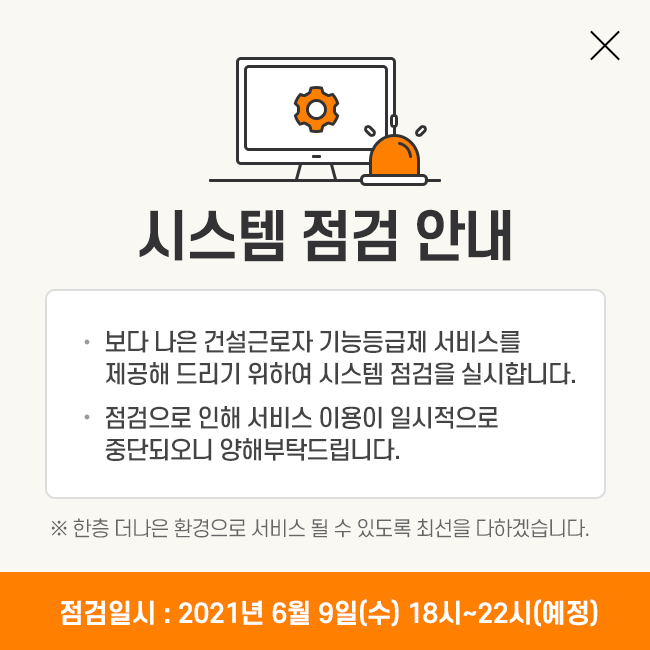 시스템 점검 안내
· 보다 나은 건설근로자 기능등급제 서비스를
제공해 드리기 위하여 시스템 점검을 실시합니다.
· 점검으로 인해 서비스 이용이 일시적으로
중단되오니 양해부탁드립니다.
※ 한층 더나은 환경으로 서비스 될 수 있도록 최선을 다하겠습니다.
점검일시 : 2021년 6월 9일(수) 18시~22시(예정)